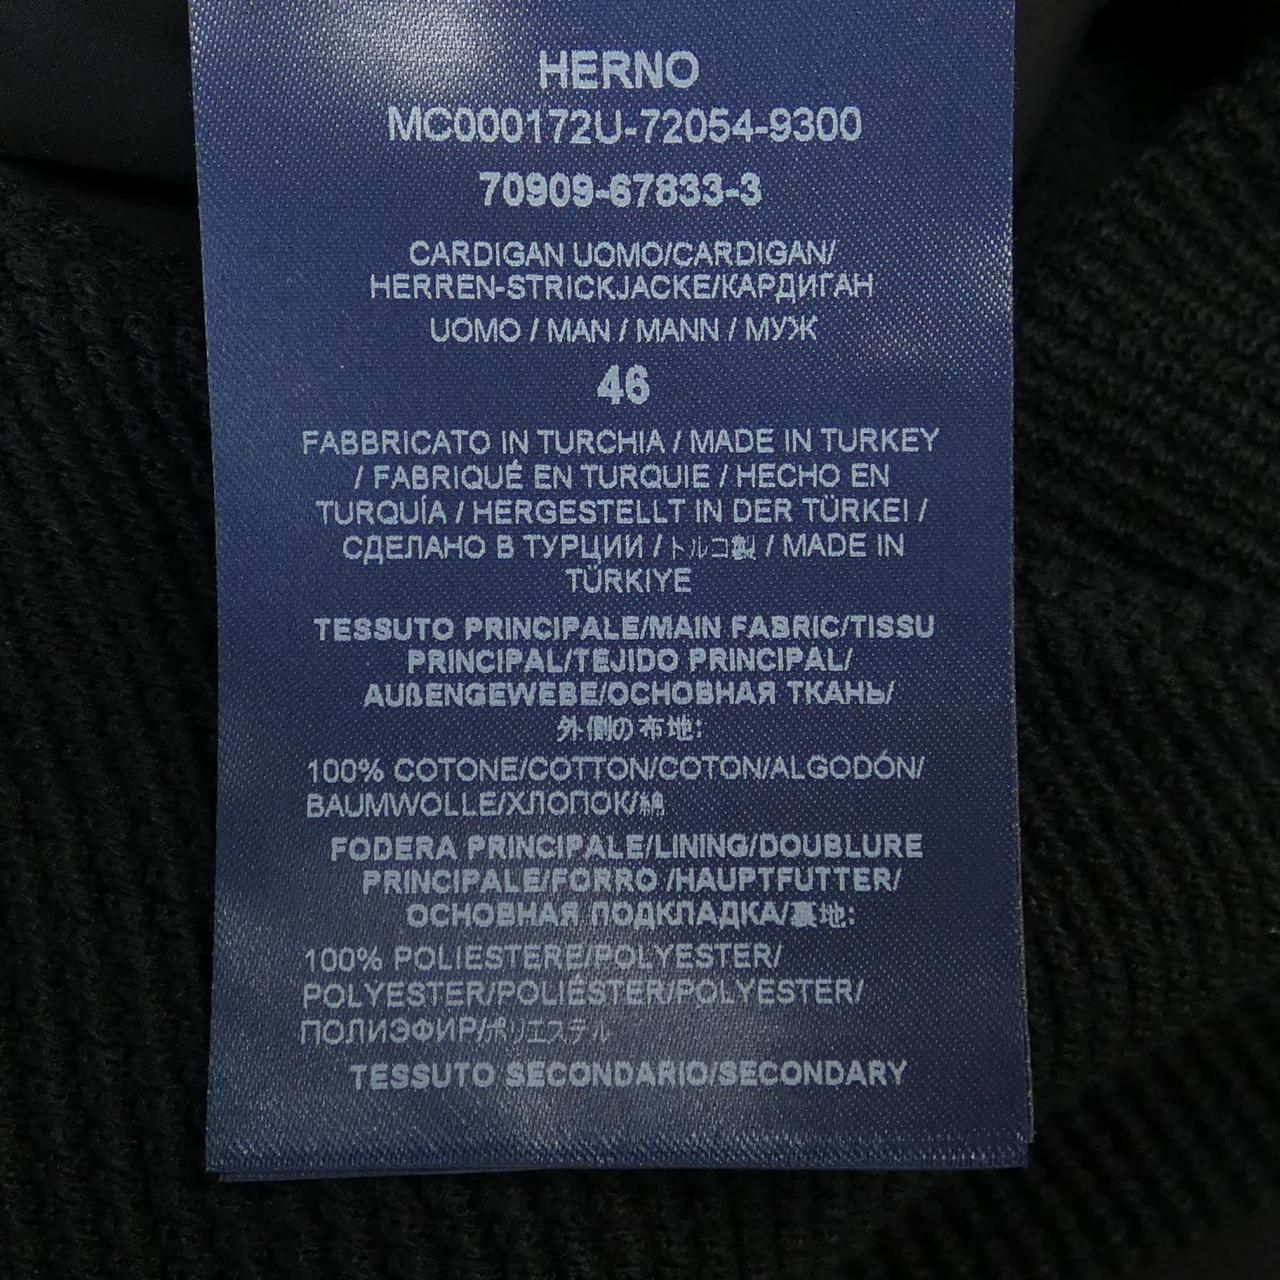 HERNO
MC000172U-72054-9300
70909-67833-3
CARDIGAN UOMO/CARDIGAN/
HERREN-STRICKJACKE/КАРДИГАН
UOMO / MAN / MANN / МУЖ
46
FABBRICATO IN TURCHIA / MADE IN TURKEY
/ FABRIQUÉ EN TURQUIE / HECHO EN
TURQUÍA / HERGESTELLT IN DER TÜRKEI /
СДЕЛАНО В ТУРЦИИ / トルコ製 / MADE IN
TÜRKIYE
TESSUTO PRINCIPALE/MAIN FABRIC/TISSU
PRINCIPAL/TEJIDO PRINCIPAL/
AUßENGEWEBE/ОСНОВНАЯ ТКАНЬ/
外側の布地:
100% COTONE/COTTON/COTON/ALGODÓN/
BAUMWOLLE/ХЛОПОК/綿
FODERA PRINCIPALE/LINING/DOUBLURE
PRINCIPALE/FORRO /HAUPTFUTTER/
ОСНОВНАЯ ПОДКЛАДКА/裏地:
100% POLIESTERE/POLYESTER/
POLYESTER/POLIÉSTER/POLYESTER/
ПОЛИЭФИР/ポリエステル
TESSUTO SECONDARIO/SECONDARY